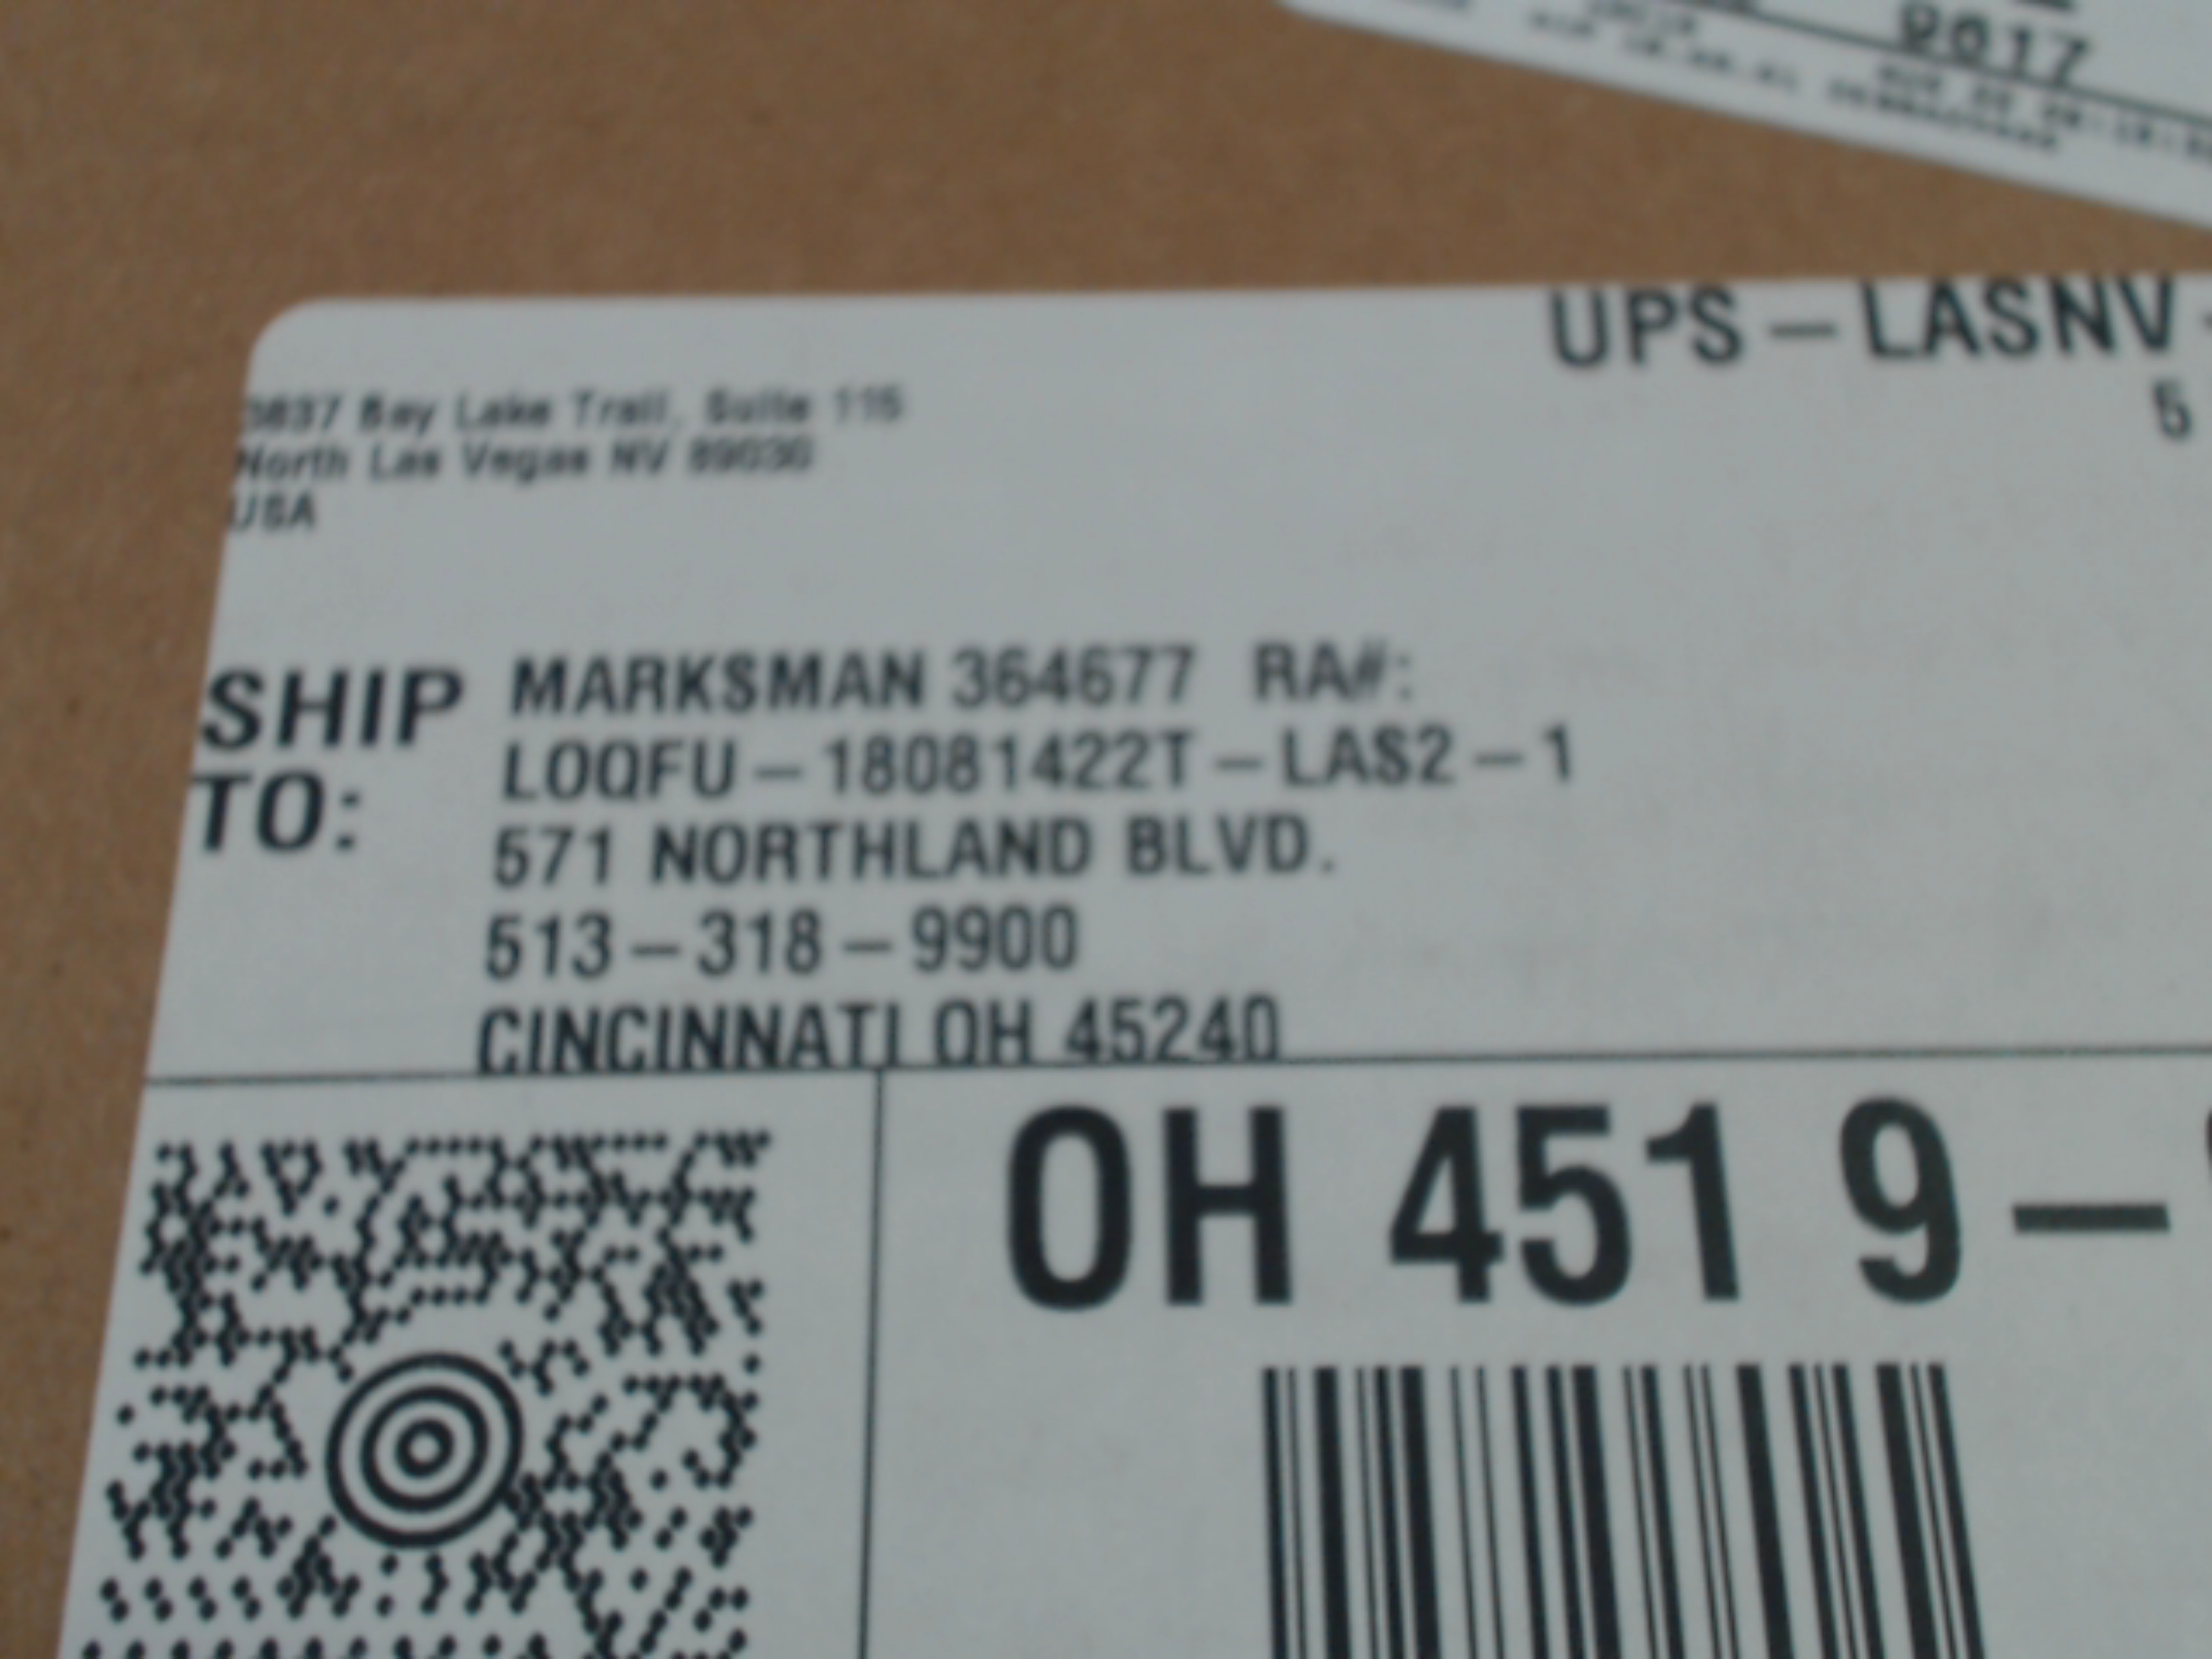 0017
UPS – LASNV -
5
3837 Bay Lake Trail, Suite 115
North Las Vegas NV 89030
USA
SHIP TO:
MARKSMAN 364677 RA#:
LOQFU – 18081422T – LAS2 – 1
571 NORTHLAND BLVD.
513 – 318 – 9900
CINCINNATI OH 45240
OH 451 9 –